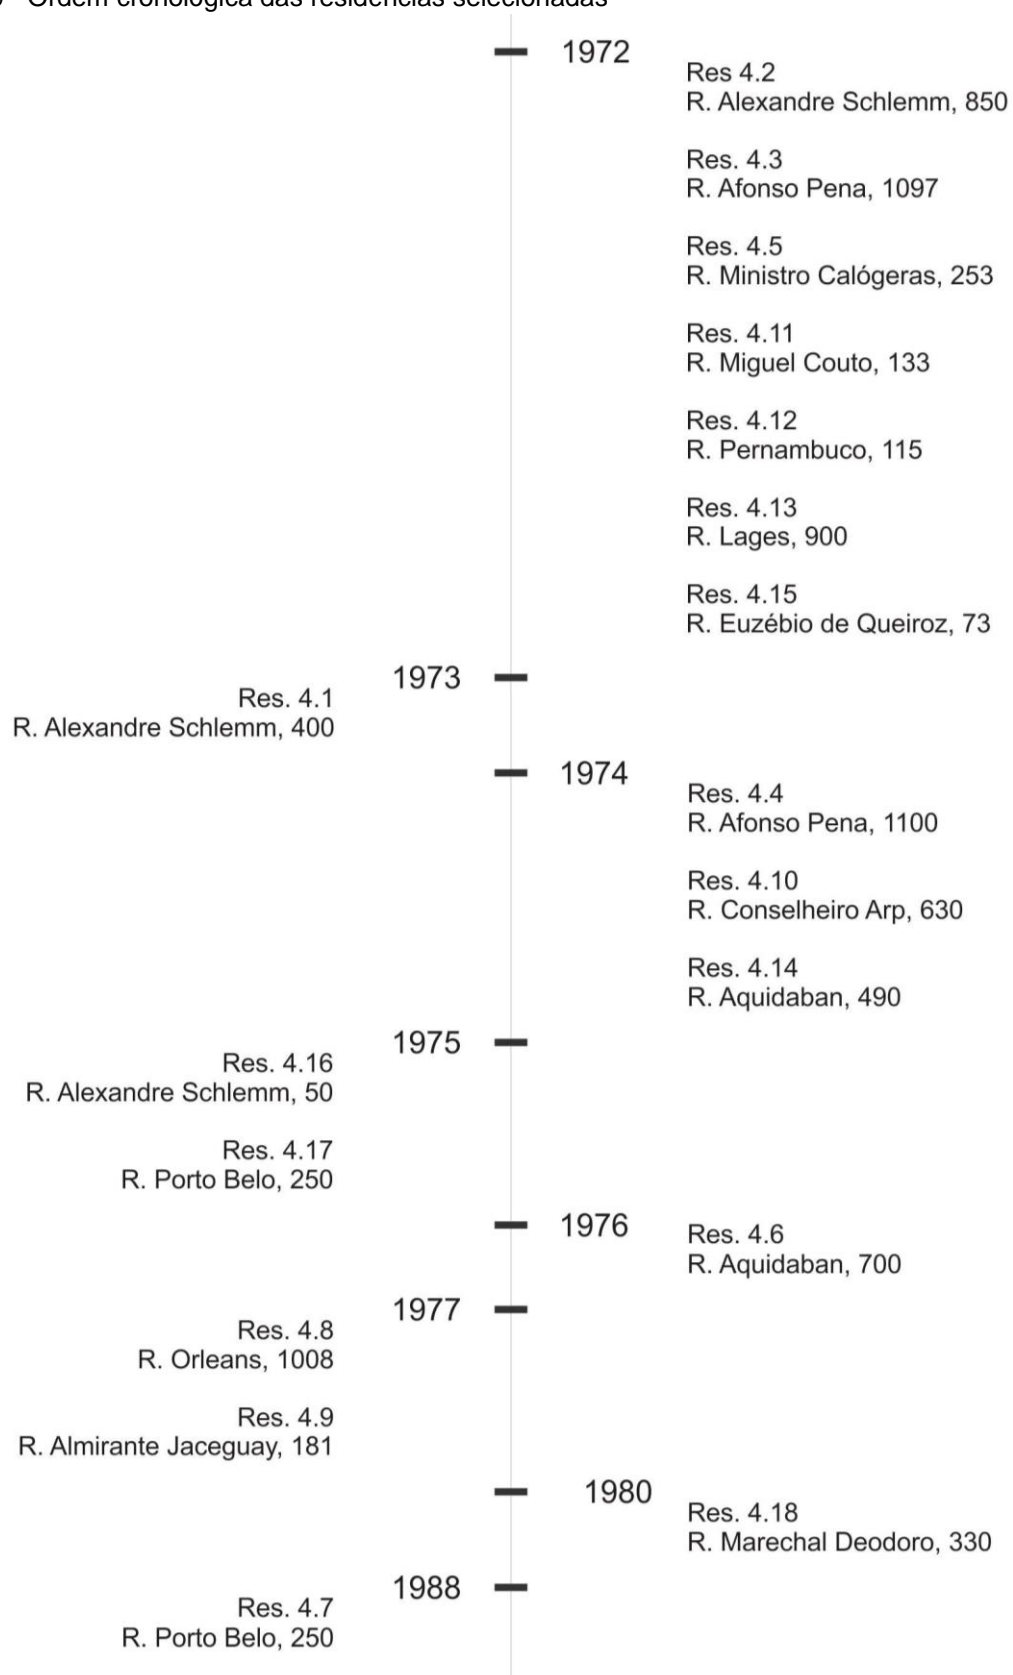 Ordem cronológica das residências selecionadas
1972
Res 4.2
R. Alexandre Schlemm, 850
Res. 4.3
R. Afonso Pena, 1097
Res. 4.5
R. Ministro Calógeras, 253
Res. 4.11
R. Miguel Couto, 133
Res. 4.12
R. Pernambuco, 115
Res. 4.13
R. Lages, 900
Res. 4.15
R. Euzébio de Queiroz, 73
1973
Res. 4.1
R. Alexandre Schlemm, 400
1974
Res. 4.4
R. Afonso Pena, 1100
Res. 4.10
R. Conselheiro Arp, 630
Res. 4.14
R. Aquidaban, 490
1975
Res. 4.16
R. Alexandre Schlemm, 50
Res. 4.17
R. Porto Belo, 250
1976
Res. 4.6
R. Aquidaban, 700
1977
Res. 4.8
R. Orleans, 1008
Res. 4.9
R. Almirante Jaceguay, 181
1980
Res. 4.18
R. Marechal Deodoro, 330
1988
Res. 4.7
R. Porto Belo, 250